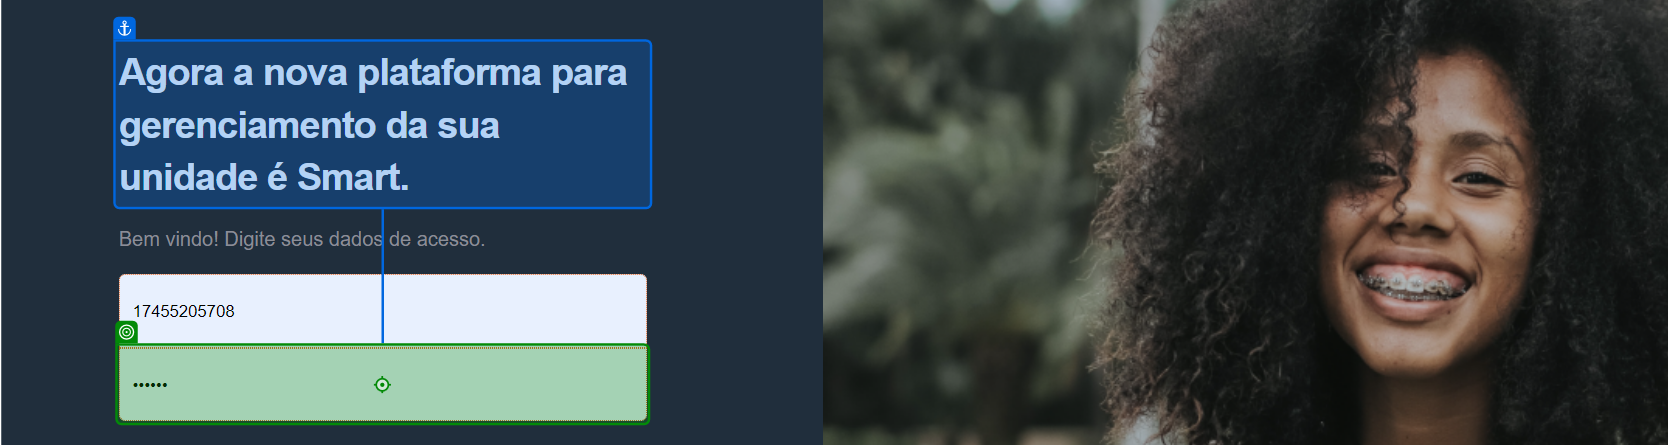 Agora a nova plataforma para
gerenciamento da sua
unidade é Smart.
Bem vindo! Digite seus dados de acesso.
17455205708
••••••